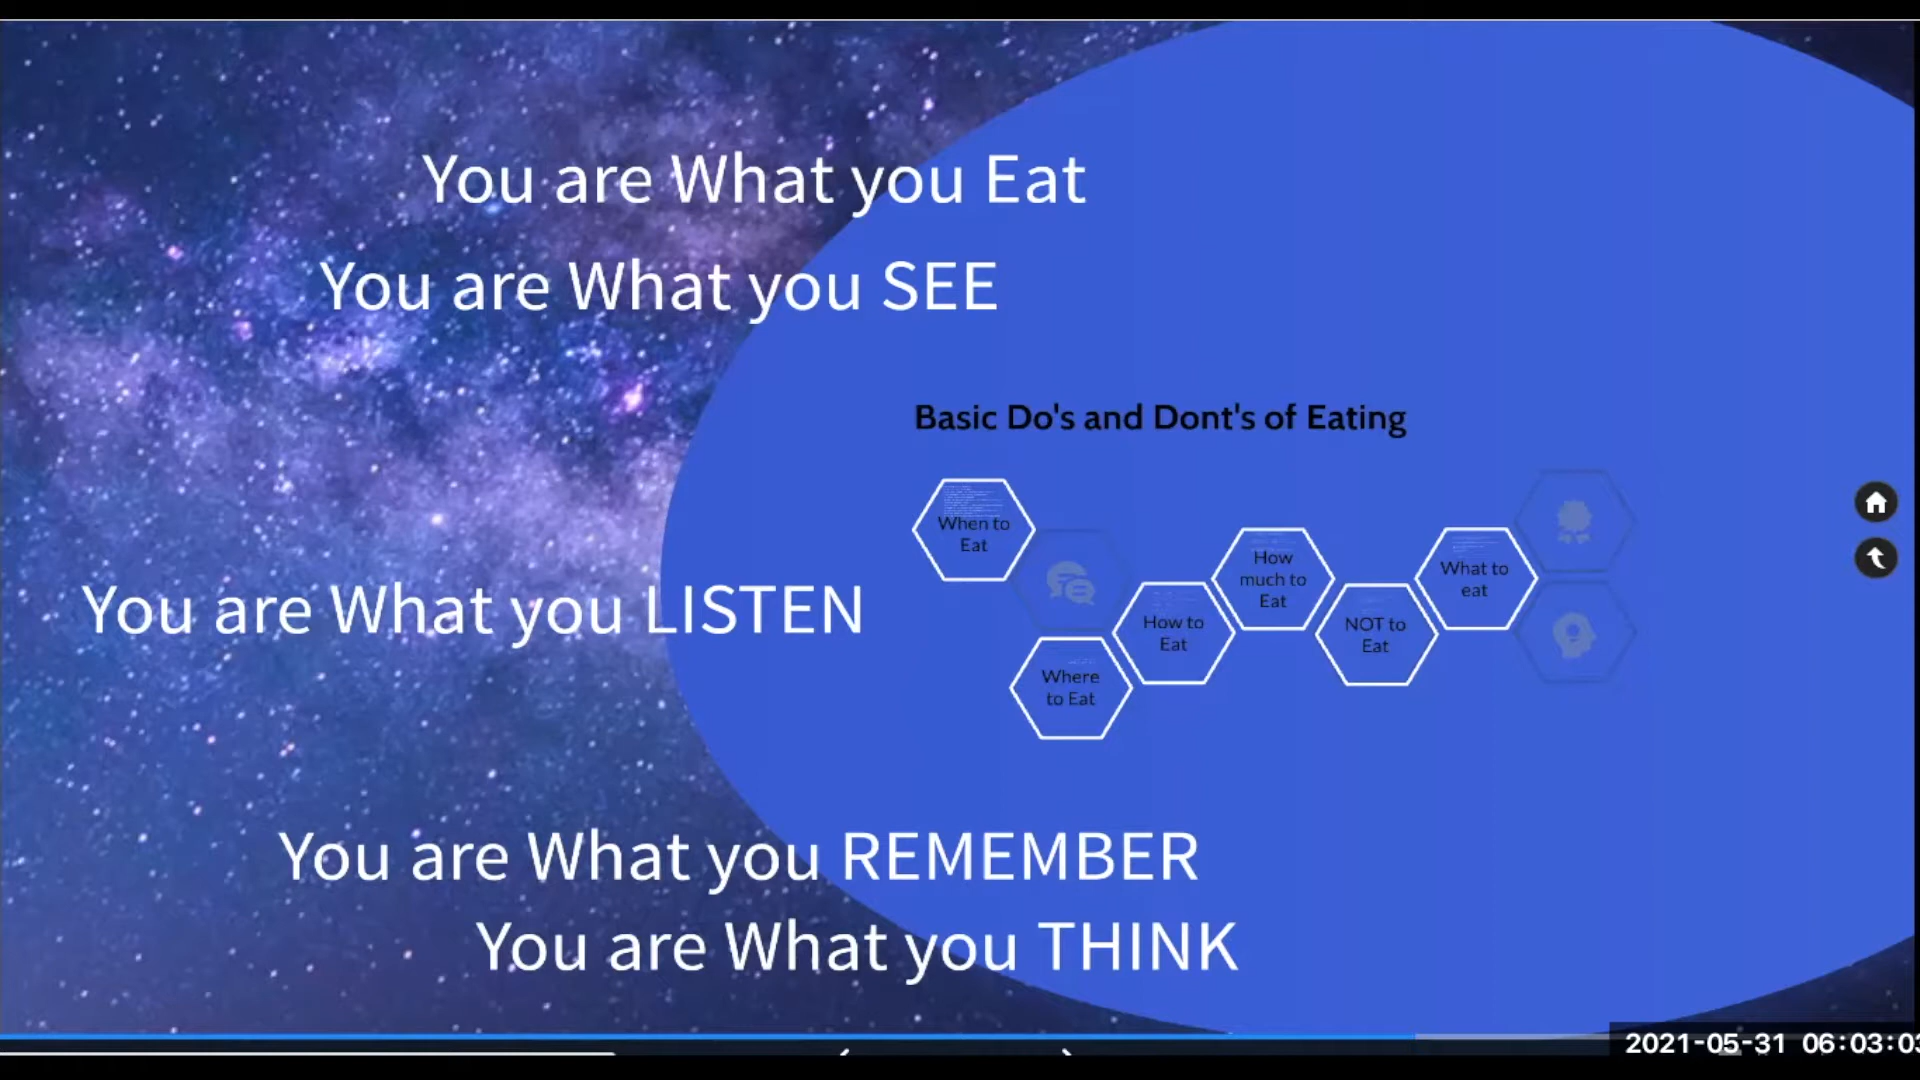 You are What you Eat
You are What you SEE
Basic Do's and Dont's of Eating
When to
Eat
How
much to
Eat
What to
eat
How to
Eat
NOT to
Eat
Where
to Eat
You are What you LISTEN
You are What you REMEMBER
You are What you THINK
2021-05-31 06:03:03